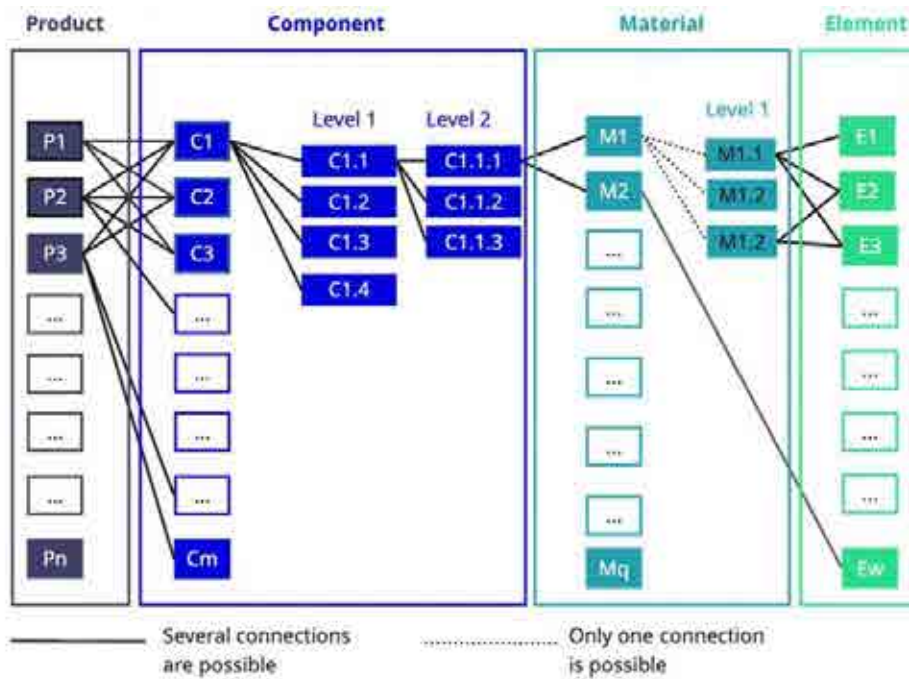 Product Component Material Element
Level 1 Level 2 Level 1
P1 C1 C1.1 C1.1.1 M1 M1.1 E1
P2 C2 C1.2 C1.1.2 M2 M1.2 E2
P3 C3 C1.3 C1.1.3 ... M1.2 E3
C1.4
... ... ... ...
... ... ... ...
... ... ... ...
... ... ... ...
Pn Cm Mq Ew
Several connections
are possible
Only one connection
is possible